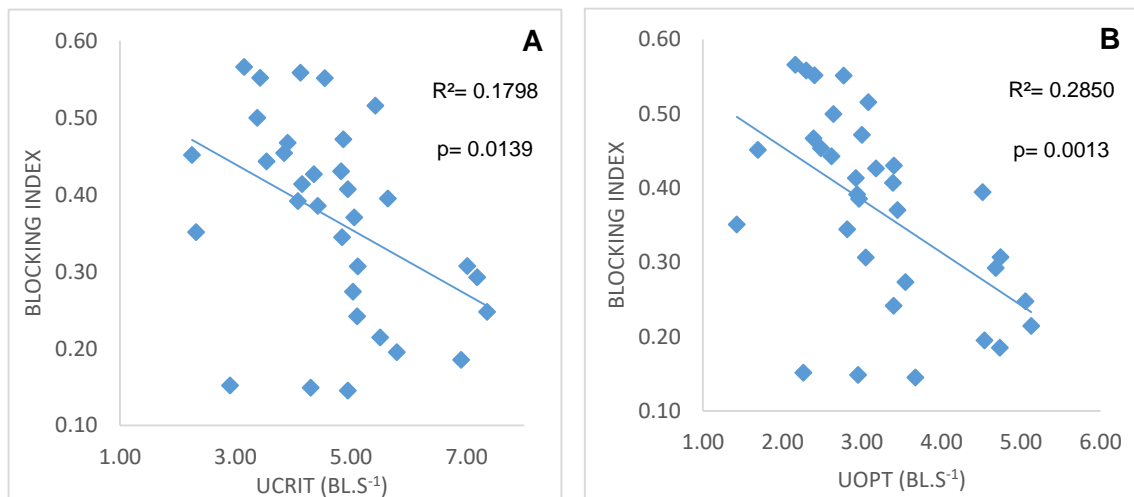 A
R²= 0.1798
p= 0.0139
BLOCKING INDEX
0.60
0.50
0.40
0.30
0.20
0.10
1.00 3.00 5.00 7.00
UCRIT (BL.S⁻¹)
B
R²= 0.2850
p= 0.0013
BLOCKING INDEX
0.60
0.50
0.40
0.30
0.20
0.10
1.00 2.00 3.00 4.00 5.00 6.00
UOPT (BL.S⁻¹)